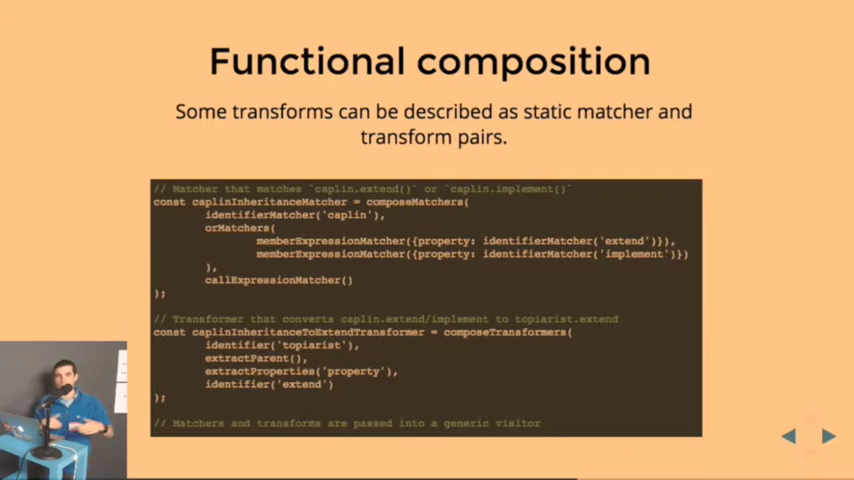 Functional composition
Some transforms can be described as static matcher and
transform pairs.
// Matcher that matches `caplin.extend()` or `caplin.implement()`
const caplinInheritanceMatcher = composeMatchers(
identifierMatcher('caplin'),
orMatchers(
memberExpressionMatcher({property: identifierMatcher('extend')}),
memberExpressionMatcher({property: identifierMatcher('implement')})
),
callExpressionMatcher()
);
// Transformer that converts caplin.extend/implement to topiarist.extend
const caplinInheritanceToExtendTransformer = composeTransformers(
identifier('topiarist'),
extractParent(),
extractProperties('property'),
identifier('extend')
);
// Matchers and transforms are passed into a generic visitor